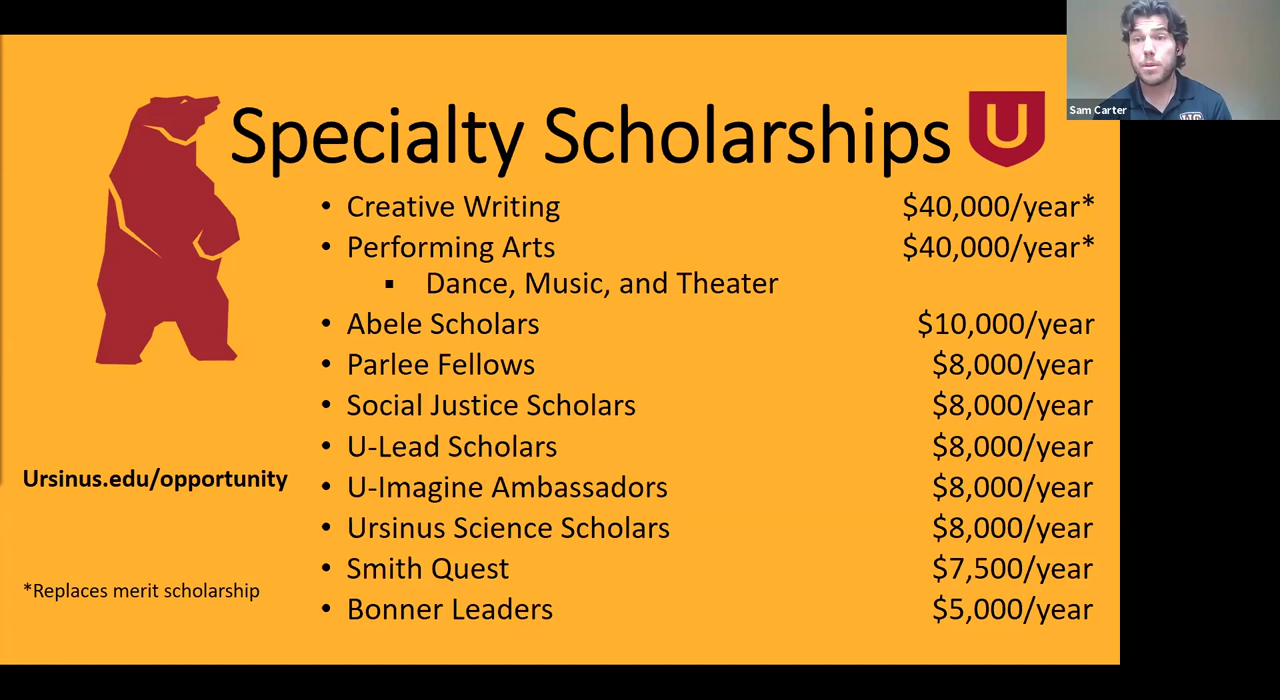 Sam Carter
Specialty Scholarships
U
• Creative Writing $40,000/year*
• Performing Arts $40,000/year*
▪ Dance, Music, and Theater
• Abele Scholars $10,000/year
• Parlee Fellows $8,000/year
• Social Justice Scholars $8,000/year
• U-Lead Scholars $8,000/year
• U-Imagine Ambassadors $8,000/year
• Ursinus Science Scholars $8,000/year
• Smith Quest $7,500/year
• Bonner Leaders $5,000/year
Ursinus.edu/opportunity
*Replaces merit scholarship